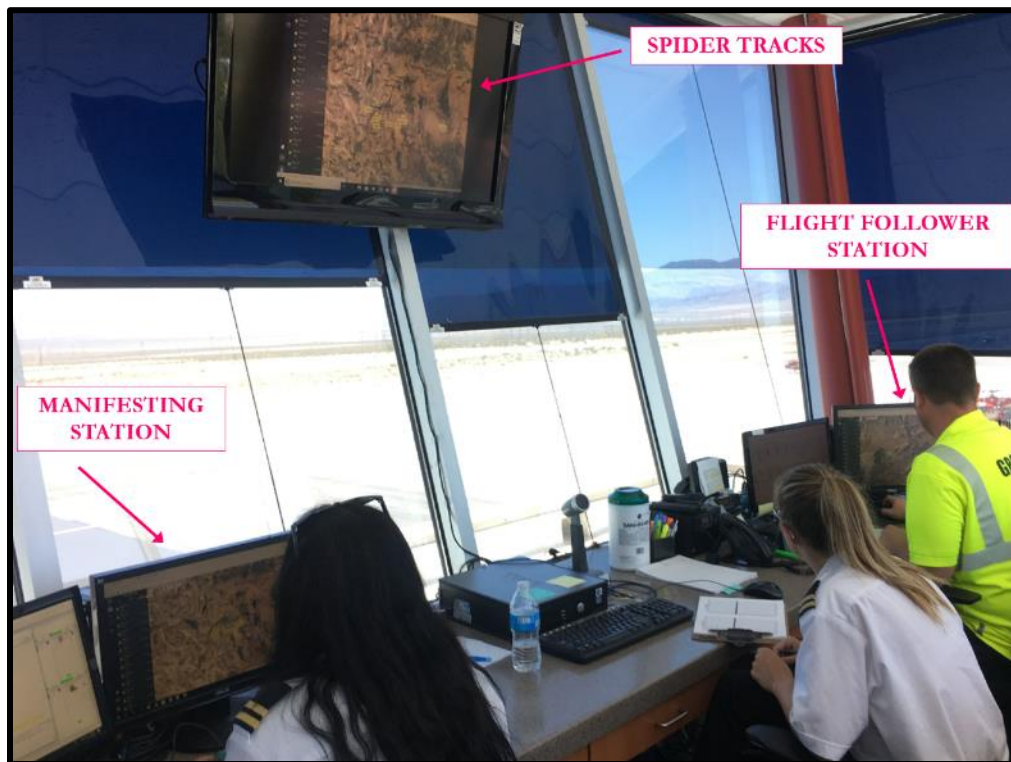 SPIDER TRACKS
FLIGHT FOLLOWER
STATION
MANIFESTING
STATION